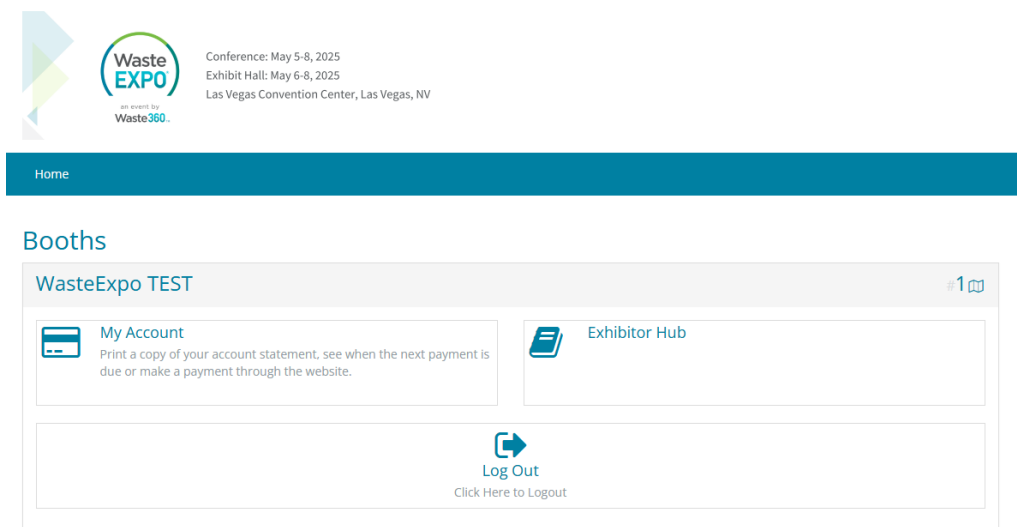 Waste
EXPO
an event by
Waste360.
Conference: May 5-8, 2025
Exhibit Hall: May 6-8, 2025
Las Vegas Convention Center, Las Vegas, NV
Home
Booths
WasteExpo TEST
#1
My Account
Print a copy of your account statement, see when the next payment is
due or make a payment through the website.
Exhibitor Hub
Log Out
Click Here to Logout